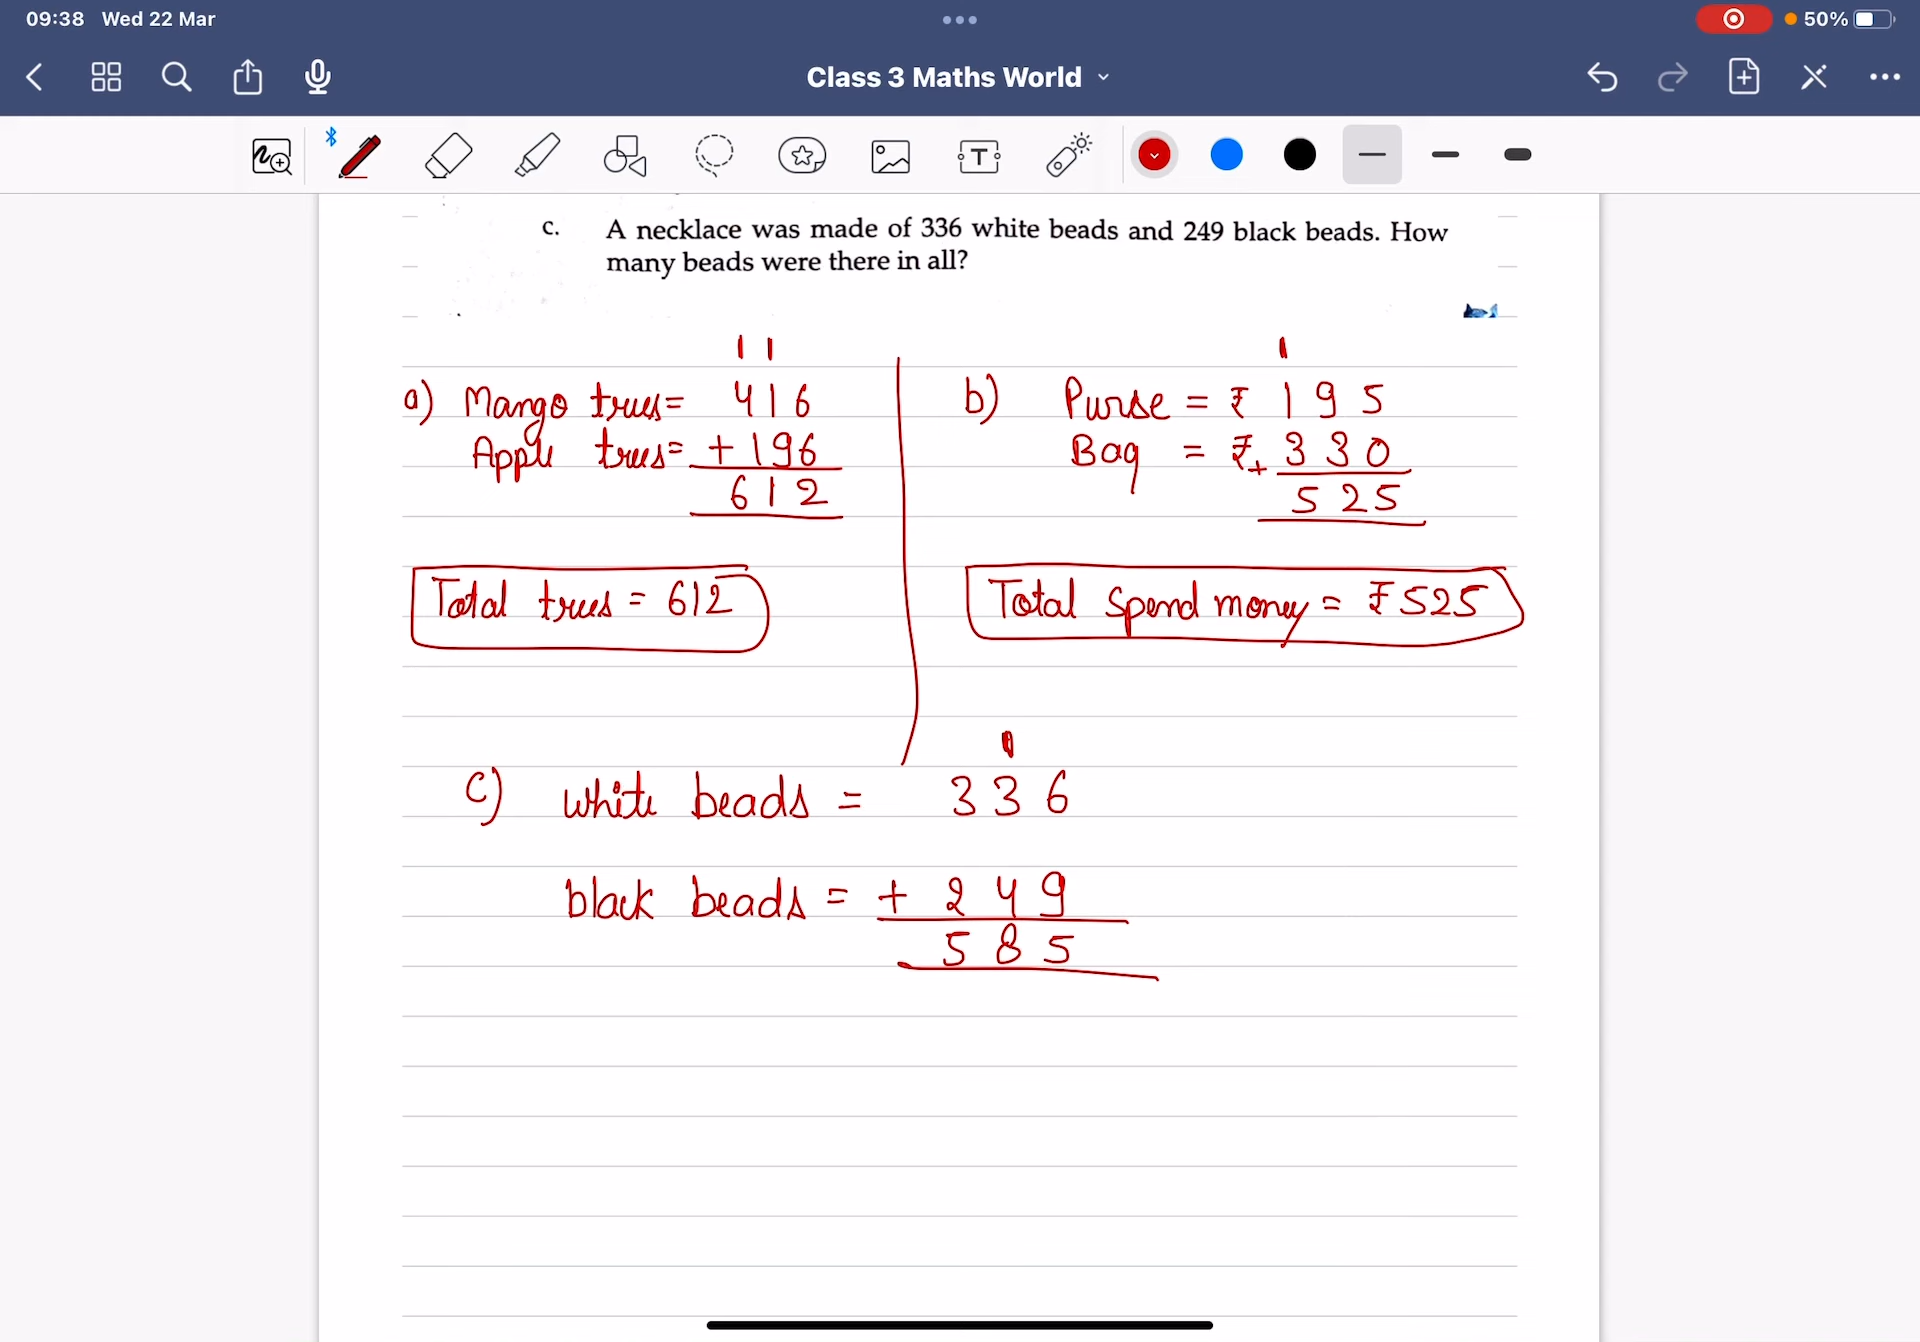 09:38 Wed 22 Mar
50%
Class 3 Maths World
T
c. A necklace was made of 336 white beads and 249 black beads. How
many beads were there in all?
1 1
a) Mango trees = 416
Apple trees = + 196
612
Total trees = 612
1
b) Purse = ₹ 195
Bag = ₹ + 330
525
Total Spend money = ₹ 525
1
c) white beads = 336
black beads = + 249
585